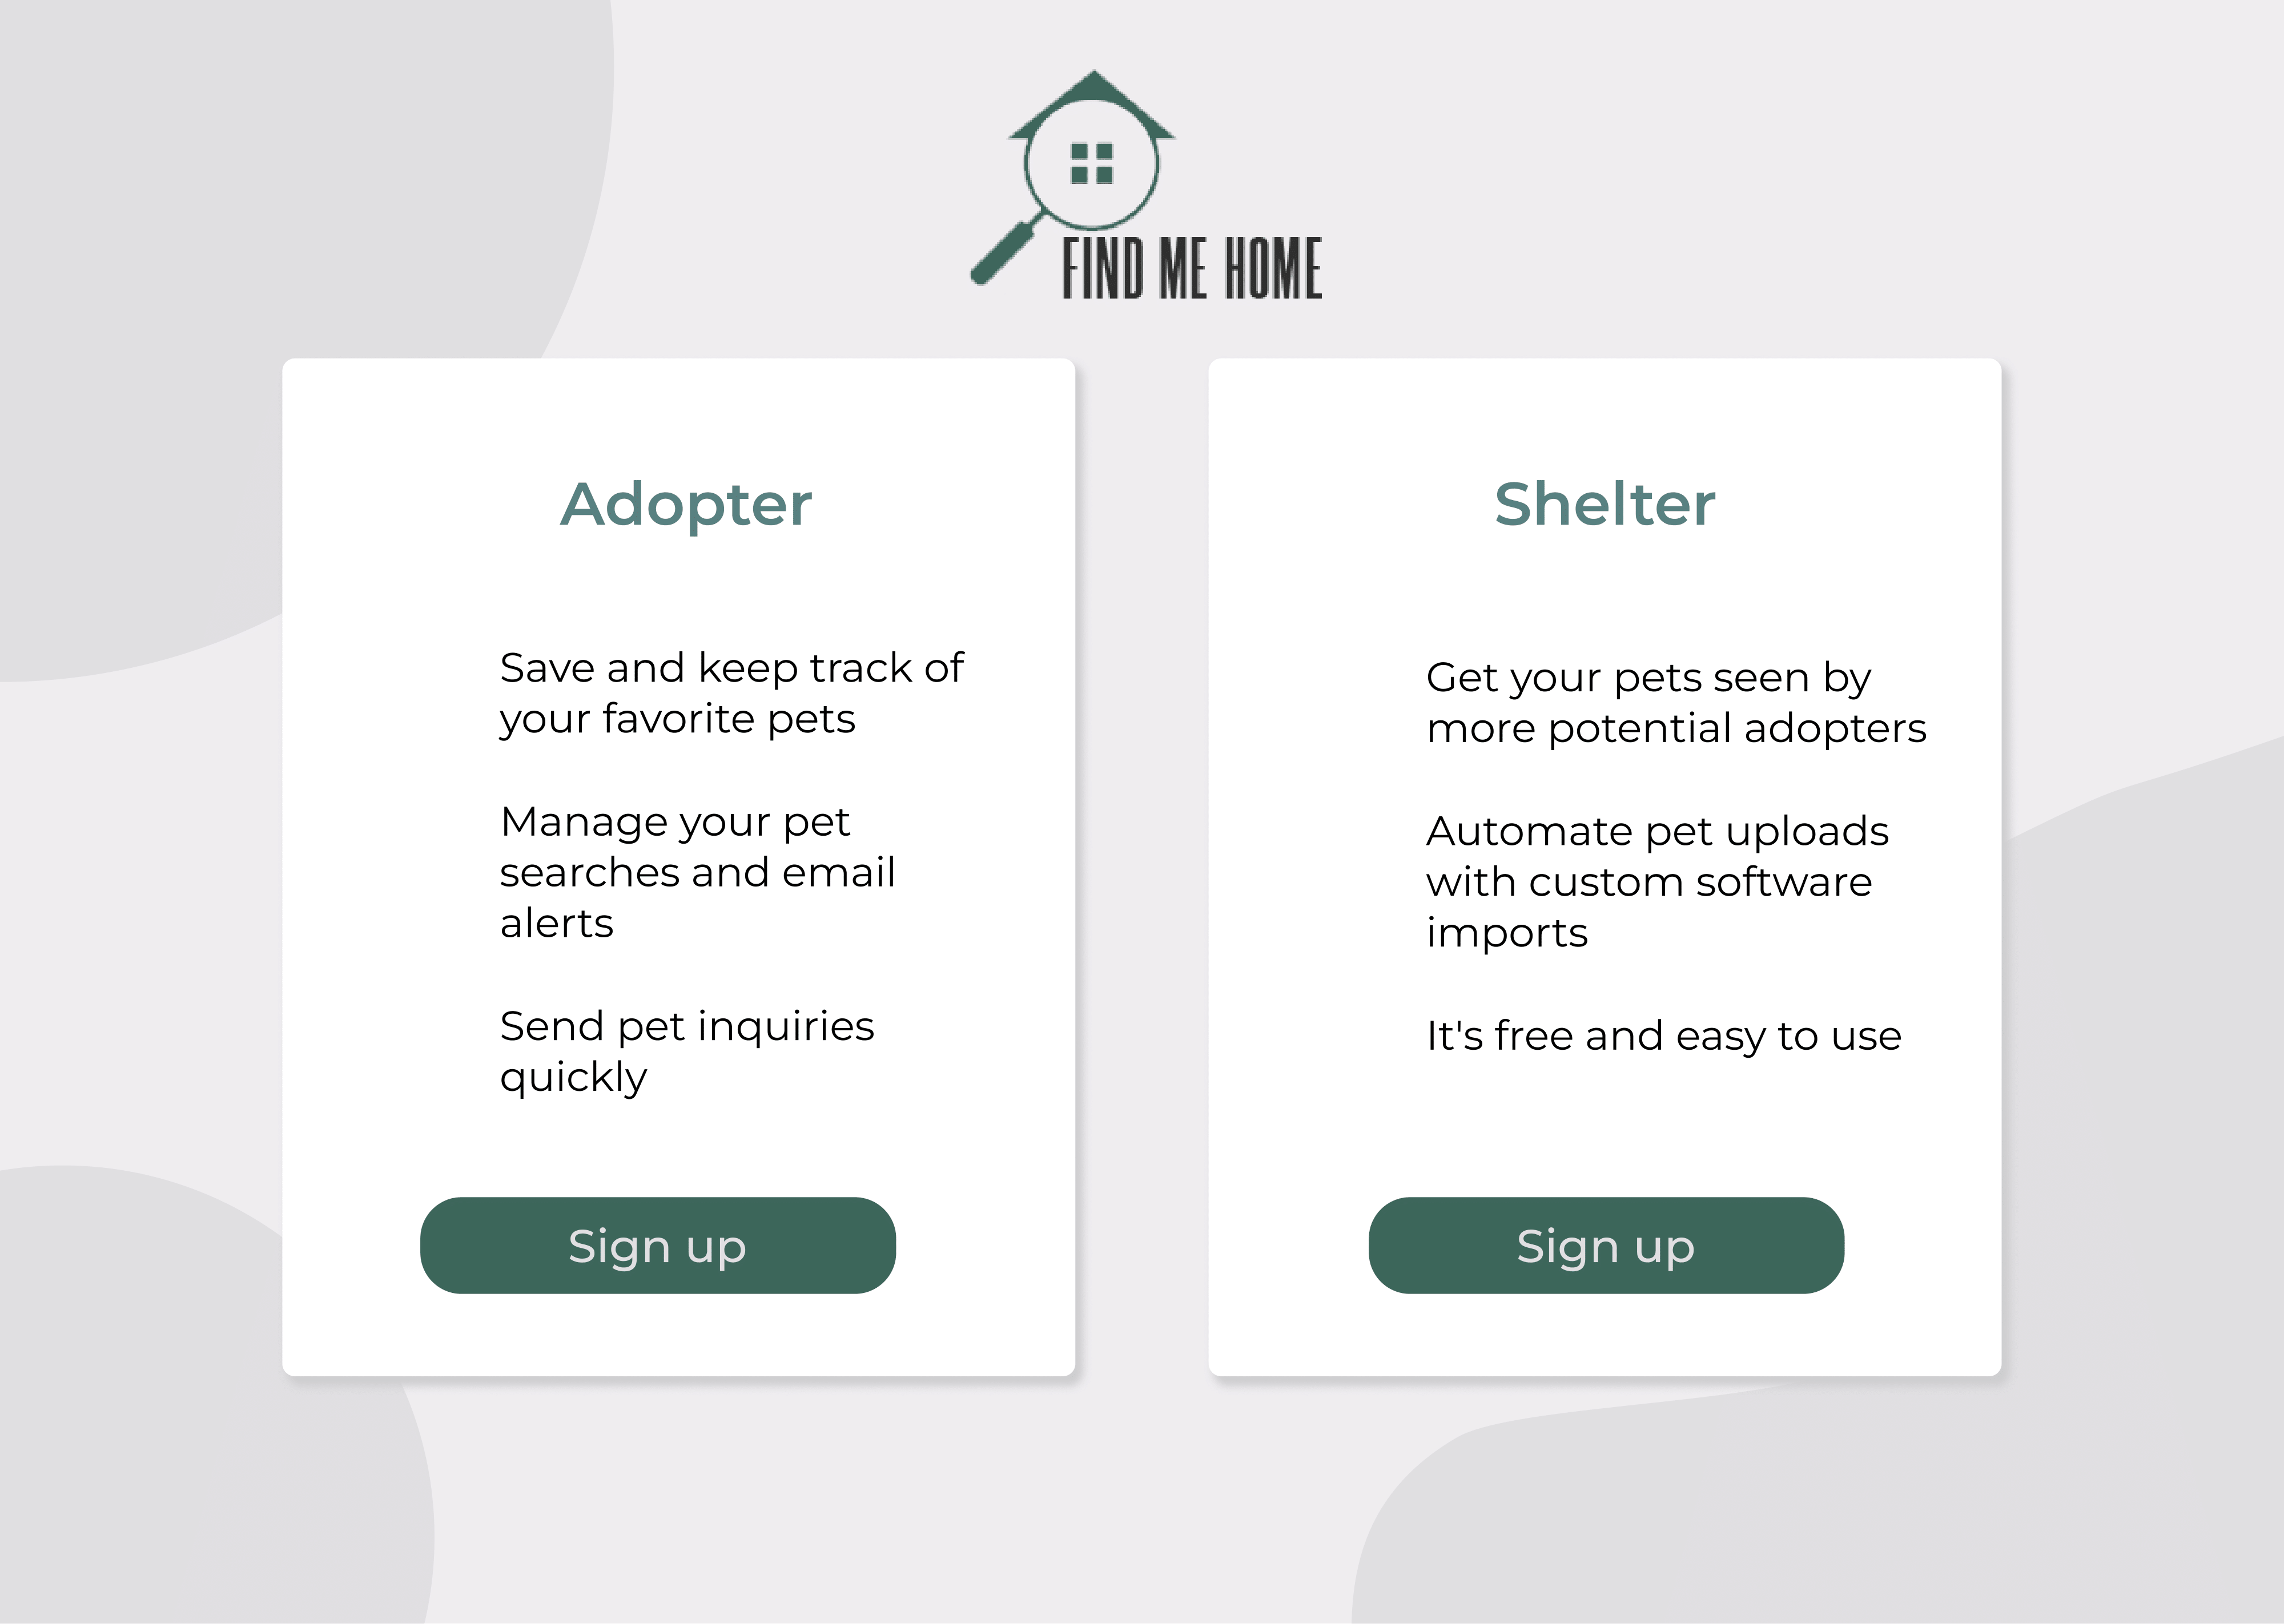 FIND ME HOME
Adopter
Save and keep track of
your favorite pets
Manage your pet
searches and email
alerts
Send pet inquiries
quickly
Sign up
Shelter
Get your pets seen by
more potential adopters
Automate pet uploads
with custom software
imports
It's free and easy to use
Sign up